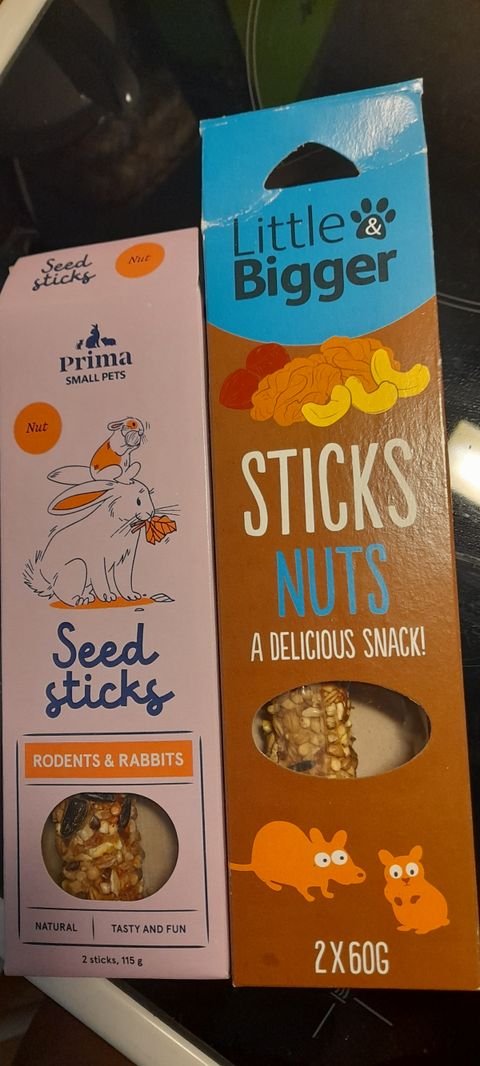 Seed
sticks
Nut
Prima
SMALL PETS
Nut
Seed
sticks
RODENTS & RABBITS
NATURAL
TASTY AND FUN
2 sticks, 115 g
Little &
Bigger
STICKS
NUTS
A DELICIOUS SNACK!
2X60G